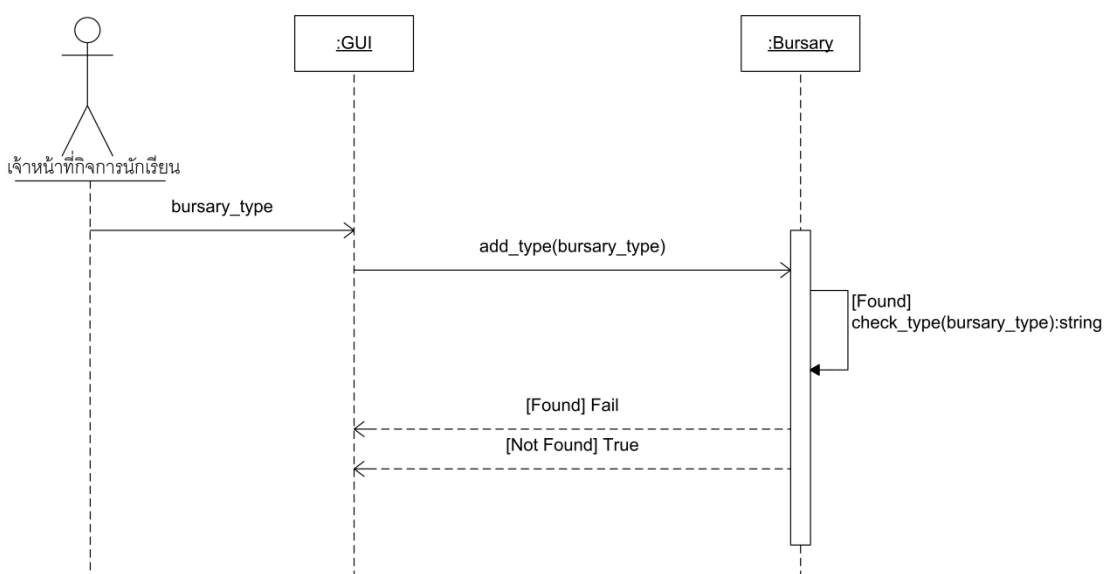 :GUI
:Bursary
เจ้าหน้าที่กิจการนักเรียน
bursary_type
add_type(bursary_type)
[Found]
check_type(bursary_type):string
[Found] Fail
[Not Found] True